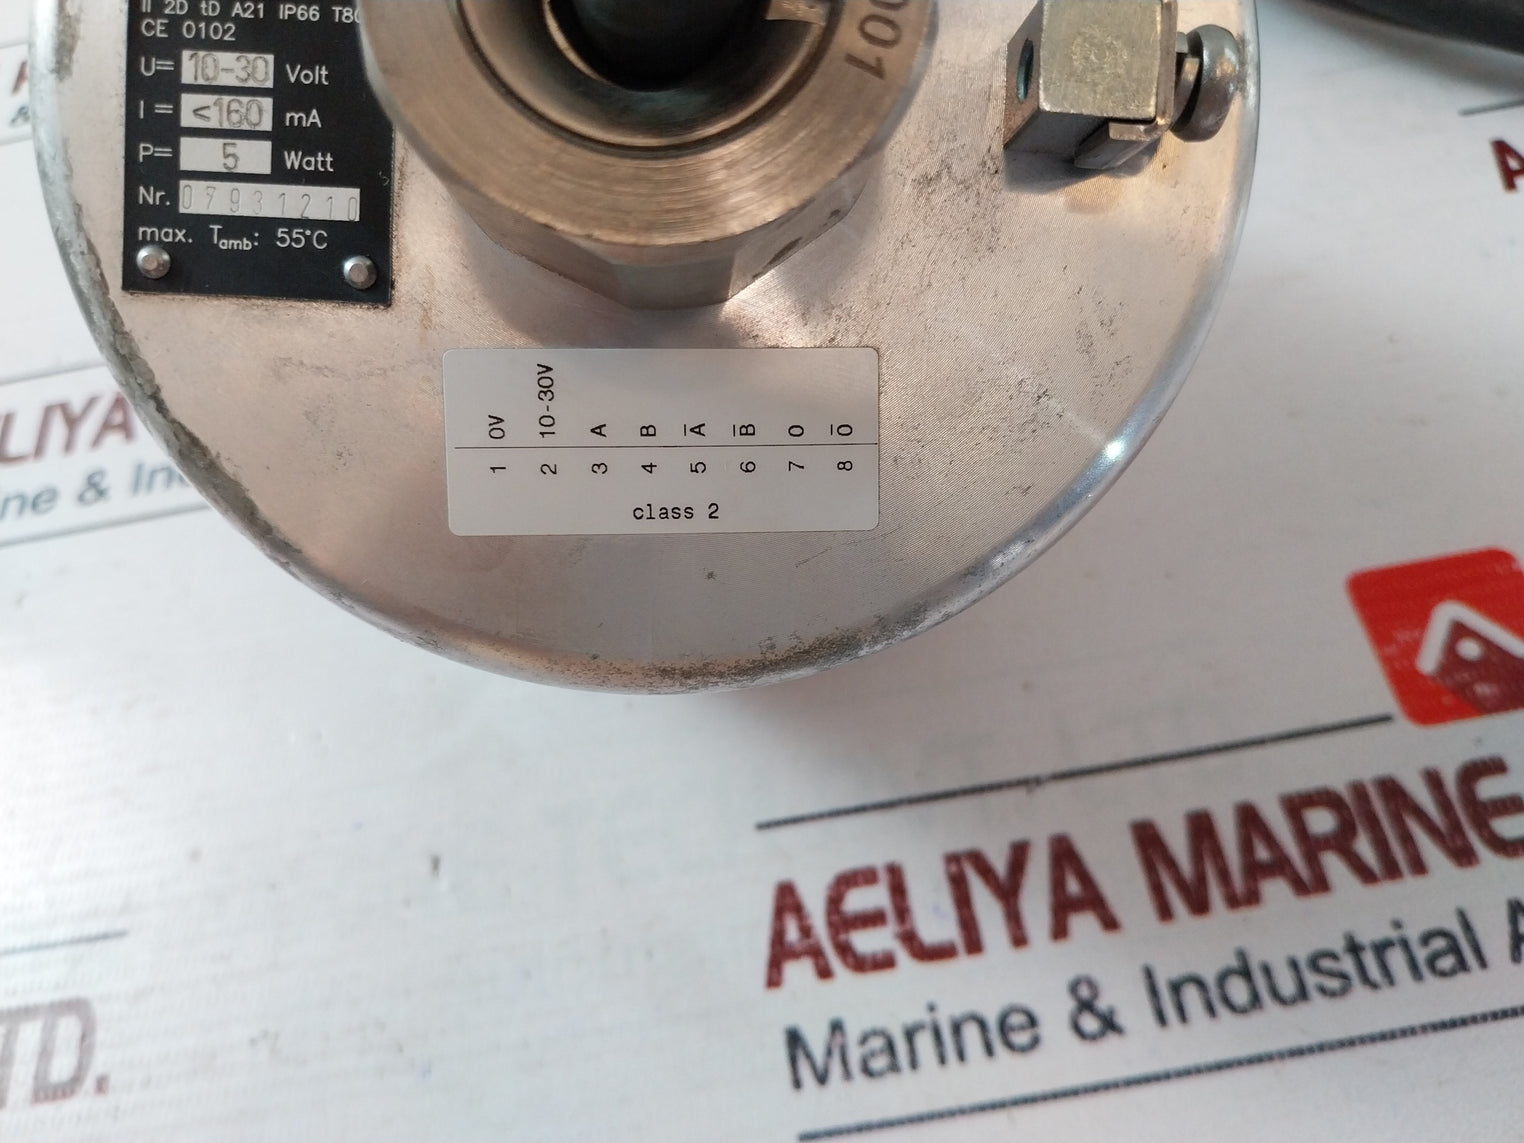 II 2D tD A21 IP66 T80
CE 0102
U= 10-30 Volt
I = <160 mA
P= 5 Watt
Nr. 07931210
max. Tamb: 55°C
001
1 0V
2 10-30V
3 A
4 B
5 A̅
6 B̅
7 0
8 0̅
class 2
LIYA
ne & In
AELIYA MARINE
Marine & Industrial A
TD.